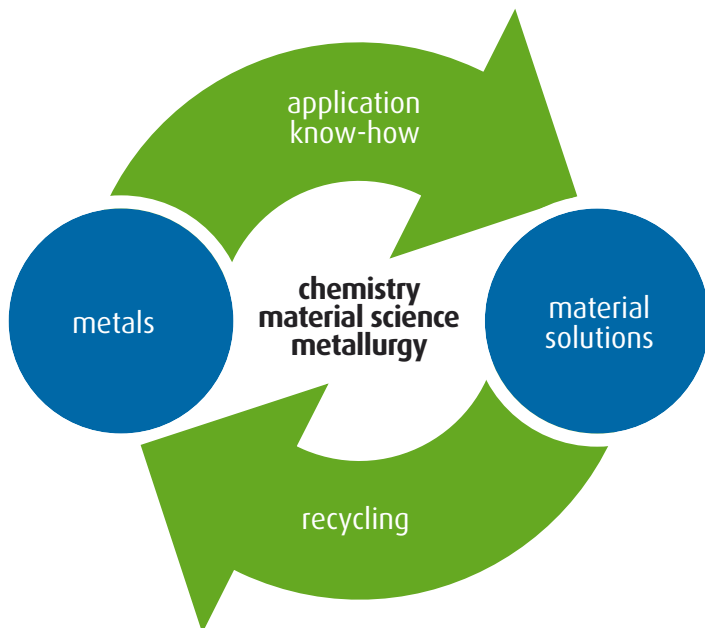 application
know-how
metals
chemistry
material science
metallurgy
material
solutions
recycling